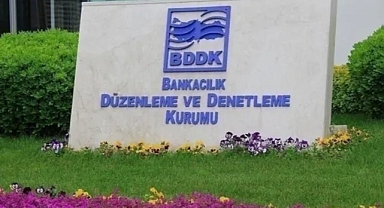 BDDK
BANKACILIK
DÜZENLEME VE DENETLEME
KURUMU